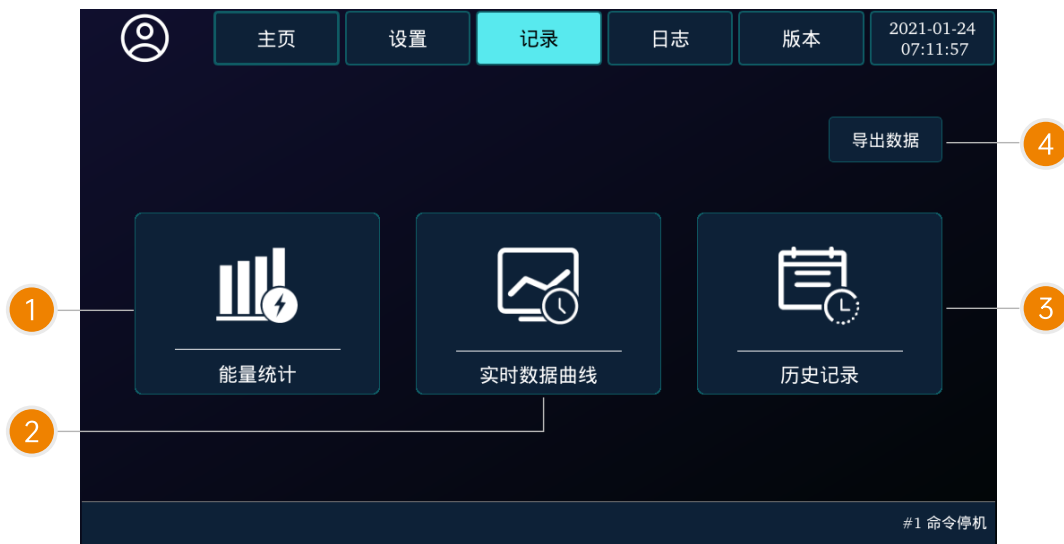 主页
设置
记录
日志
版本
2021-01-24
07:11:57
导出数据
4
1
3
能量统计
实时数据曲线
历史记录
2
#1 命令停机